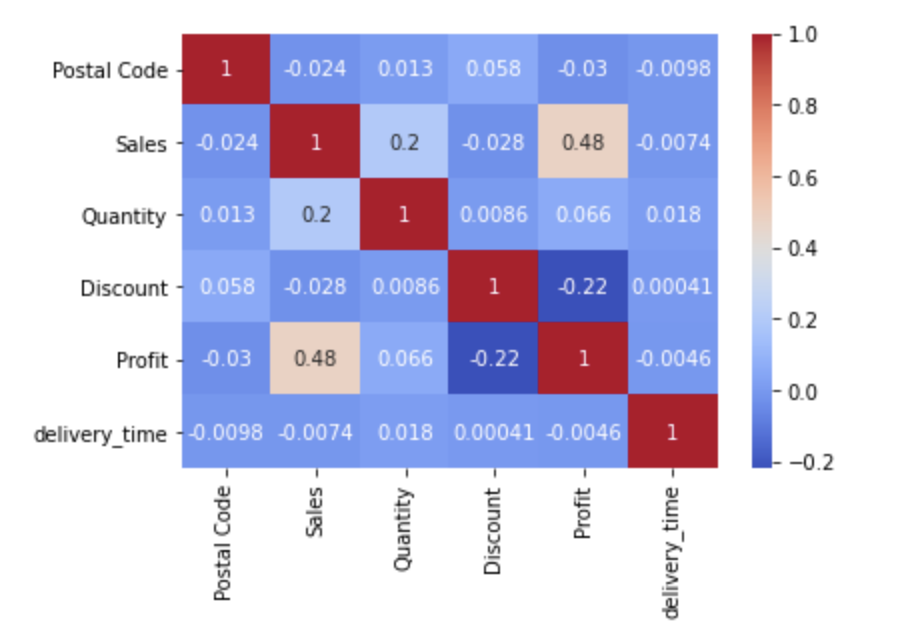 Postal Code 1 -0.024 0.013 0.058 -0.03 -0.0098
Sales -0.024 1 0.2 -0.028 0.48 -0.0074
Quantity 0.013 0.2 1 0.0086 0.066 0.018
Discount 0.058 -0.028 0.0086 1 -0.22 0.00041
Profit -0.03 0.48 0.066 -0.22 1 -0.0046
delivery_time -0.0098 -0.0074 0.018 0.00041 -0.0046 1
Postal Code
Sales
Quantity
Discount
Profit
delivery_time
1.0
0.8
0.6
0.4
0.2
0.0
−0.2